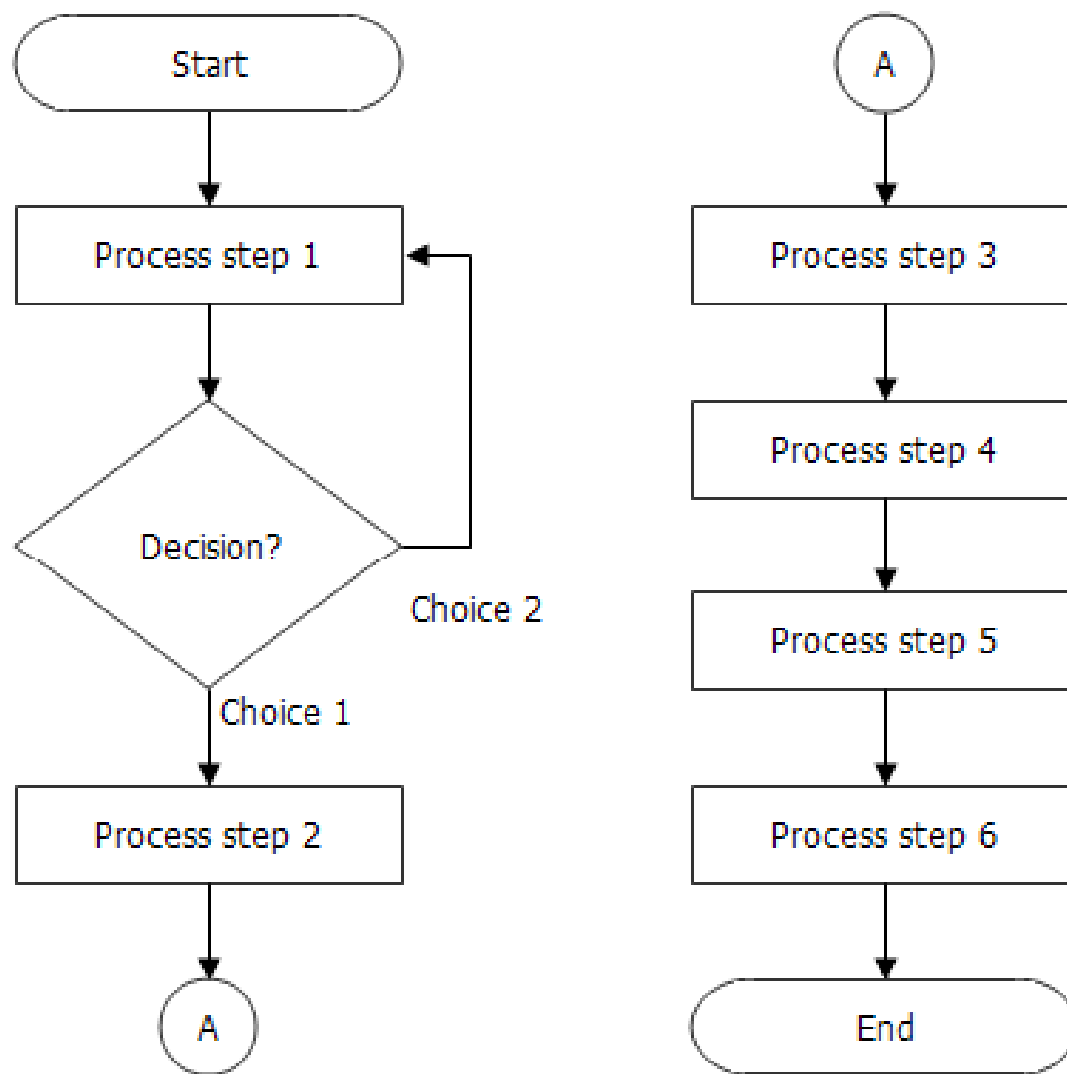 Start
Process step 1
Decision?
Choice 2
Choice 1
Process step 2
A
A
Process step 3
Process step 4
Process step 5
Process step 6
End